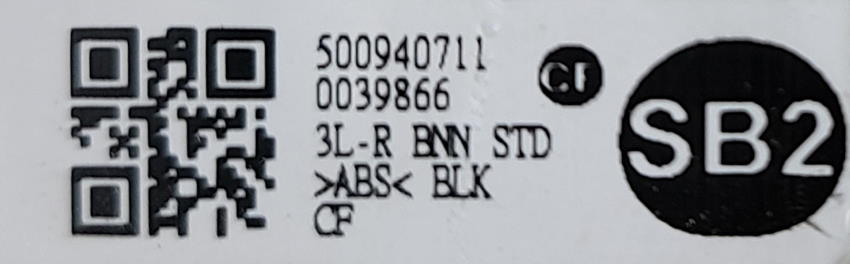 500940711
0039866
3L-R BNN STD
>ABS< BLK
CF
CF
SB2